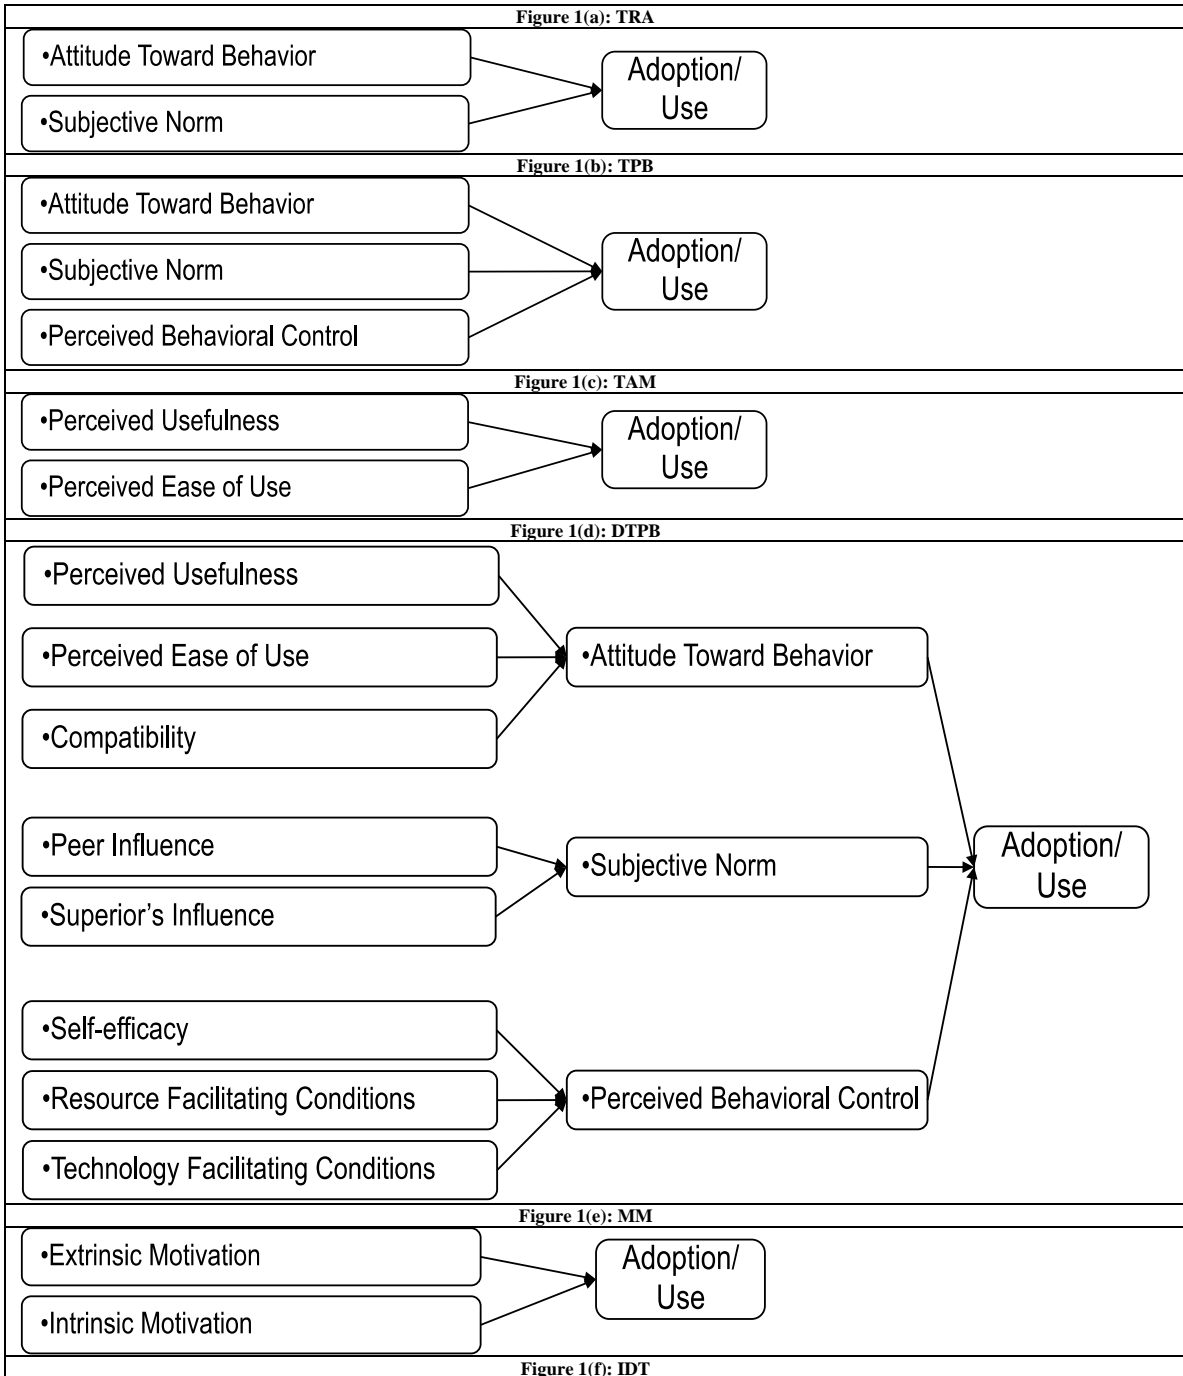 Figure 1(a): TRA
•Attitude Toward Behavior
•Subjective Norm
Adoption/
Use
Figure 1(b): TPB
•Attitude Toward Behavior
•Subjective Norm
•Perceived Behavioral Control
Adoption/
Use
Figure 1(c): TAM
•Perceived Usefulness
•Perceived Ease of Use
Adoption/
Use
Figure 1(d): DTPB
•Perceived Usefulness
•Perceived Ease of Use
•Compatibility
•Attitude Toward Behavior
•Peer Influence
•Superior's Influence
•Subjective Norm
•Self-efficacy
•Resource Facilitating Conditions
•Technology Facilitating Conditions
•Perceived Behavioral Control
Adoption/
Use
Figure 1(e): MM
•Extrinsic Motivation
•Intrinsic Motivation
Adoption/
Use
Figure 1(f): IDT